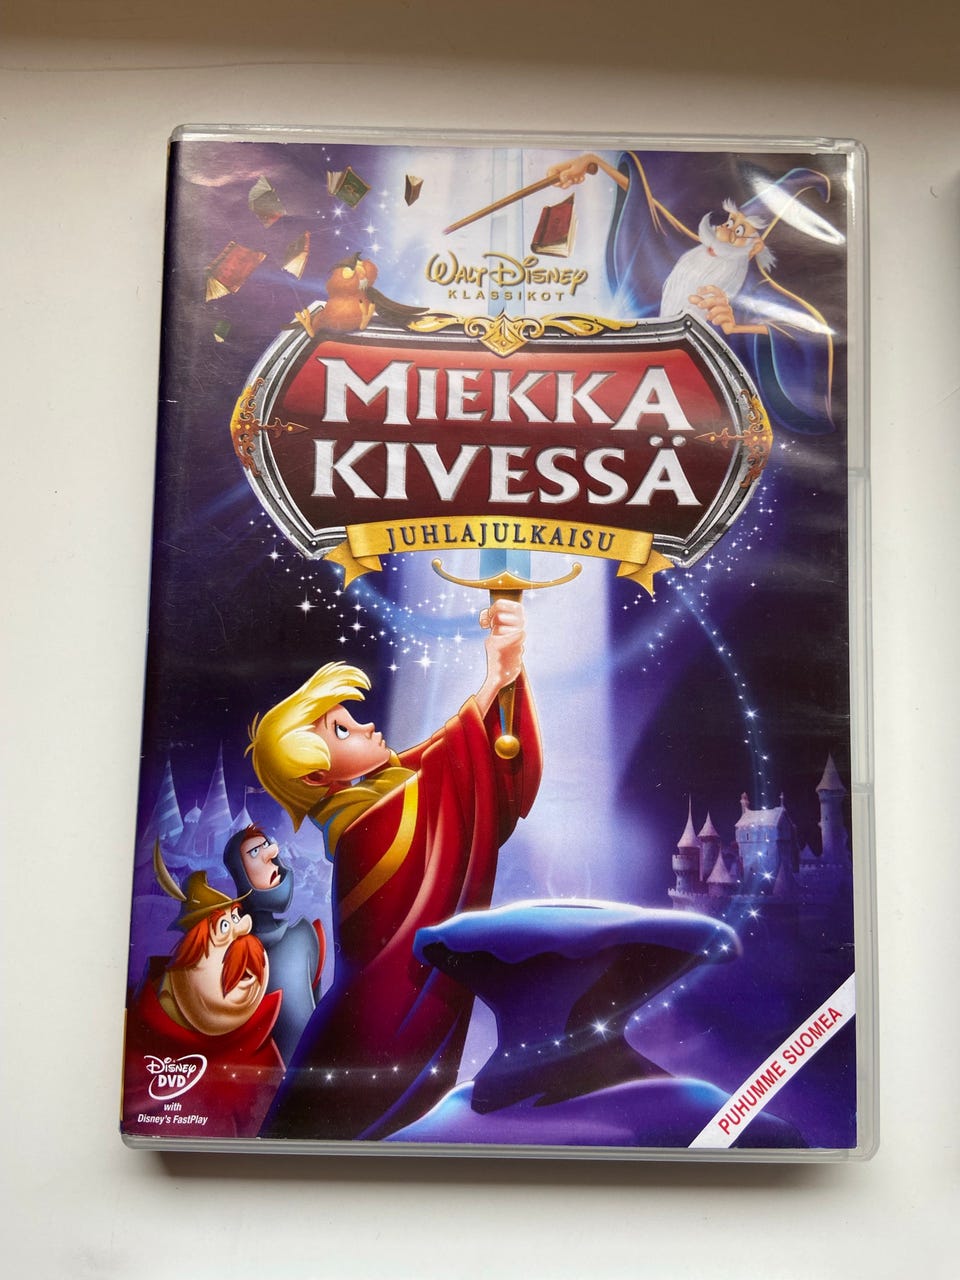 WALT DISNEY
KLASSIKOT
MIEKKA
KIVESSÄ
JUHLAJULKAISU
DISNEY
DVD
with
Disney's FastPlay
PUHUMME SUOMEA